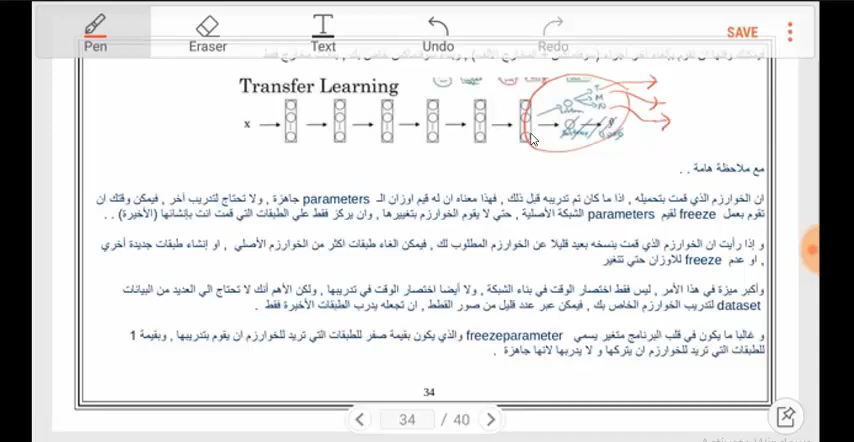 SAVE
Pen
Eraser
Text
Undo
Redo
Transfer Learning
x
مع ملاحظة هامة . .
ان الخوارزم الذي قمت بتحميله , اذا ما كان تم تدريبه قبل ذلك , فهذا معناه ان له قيم اوزان الـ parameters جاهزة , ولا تحتاج لتدريب آخر , فيمكن وقتك ان
تقوم بعمل freeze لقيم parameters الشبكة الأصلية , حتي لا يقوم الخوارزم بتغييرها , وان يركز فقط علي الطبقات التي قمت انت بإنشائها (الأخيرة) . .
و إذا رأيت ان الخوارزم الذي قمت بنسخه بعيد قليلا عن الخوارزم المطلوب لك , فيمكن الغاء طبقات اكثر من الخوارزم الأصلي , او إنشاء طبقات جديدة أخري
, او عدم freeze للاوزان حتي تتغير
وأكبر ميزة في هذا الأمر , ليس فقط اختصار الوقت في بناء الشبكة , ولا أيضا اختصار الوقت في تدريبها , ولكن الأهم أنك لا تحتاج الي العديد من البيانات
dataset لتدريب الخوارزم الخاص بك , فيمكن عبر عدد قليل من صور القطط , ان تجعله يدرب الطبقات الأخيرة فقط .
و غالبا ما يكون في قلب البرنامج متغير يسمي freezeparameter والذي يكون بقيمة صفر للطبقات التي تريد للخوارزم ان يقوم بتدريبها , وبقيمة 1
للطبقات التي تريد للخوارزم ان يتركها و لا يدربها لانها جاهزة .
34
34 / 40